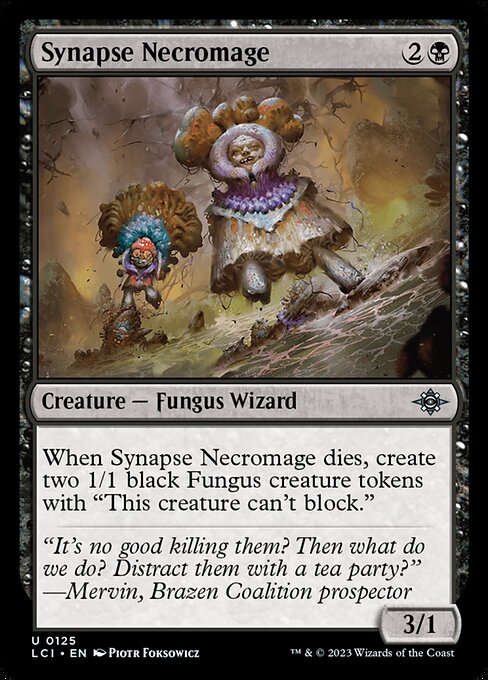 Synapse Necromage 2
Creature — Fungus Wizard
When Synapse Necromage dies, create
two 1/1 black Fungus creature tokens
with “This creature can’t block.”
“It’s no good killing them? Then what do
we do? Distract them with a tea party?”
—Mervin, Brazen Coalition prospector
3/1
U 0125
LCI • EN Piotr Foksowicz
™ & © 2023 Wizards of the Coast